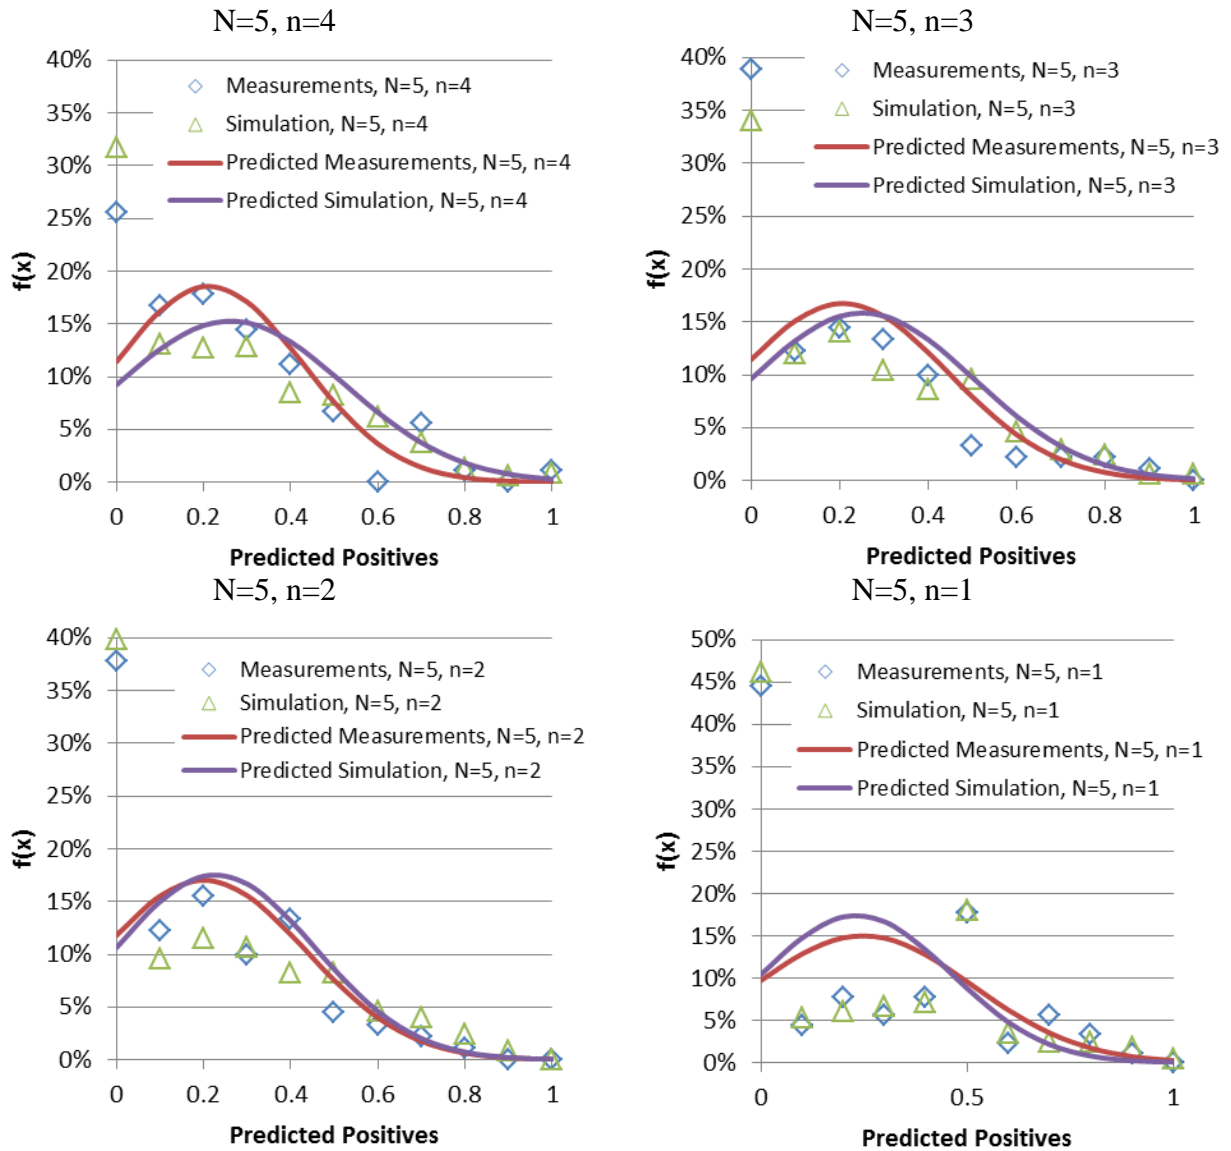 N=5, n=4
40%
35%
30%
25%
20%
15%
10%
5%
0%
f(x)
Measurements, N=5, n=4
Simulation, N=5, n=4
Predicted Measurements, N=5, n=4
Predicted Simulation, N=5, n=4
0 0.2 0.4 0.6 0.8 1
Predicted Positives
N=5, n=3
40%
35%
30%
25%
20%
15%
10%
5%
0%
f(x)
Measurements, N=5, n=3
Simulation, N=5, n=3
Predicted Measurements, N=5, n=3
Predicted Simulation, N=5, n=3
0 0.2 0.4 0.6 0.8 1
Predicted Positives
N=5, n=2
40%
35%
30%
25%
20%
15%
10%
5%
0%
f(x)
Measurements, N=5, n=2
Simulation, N=5, n=2
Predicted Measurements, N=5, n=2
Predicted Simulation, N=5, n=2
0 0.2 0.4 0.6 0.8 1
Predicted Positives
N=5, n=1
50%
45%
40%
35%
30%
25%
20%
15%
10%
5%
0%
f(x)
Measurements, N=5, n=1
Simulation, N=5, n=1
Predicted Measurements, N=5, n=1
Predicted Simulation, N=5, n=1
0 0.5 1
Predicted Positives